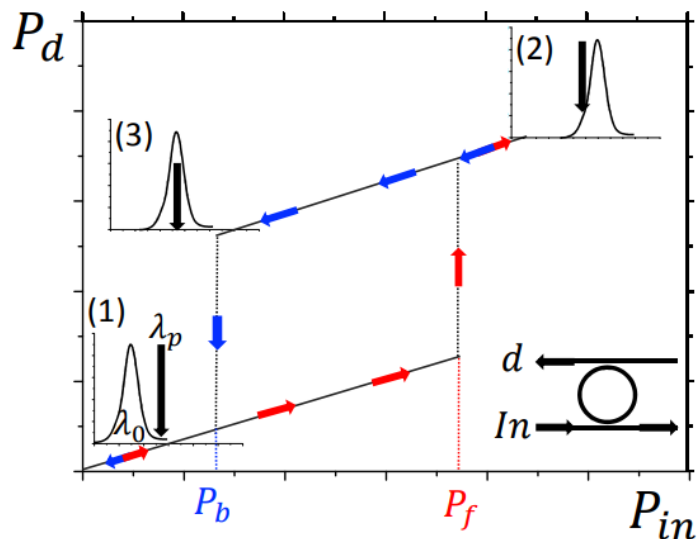 P_d
(2)
(3)
(1)
λ_p
λ_0
d
In
P_b
P_f
P_in